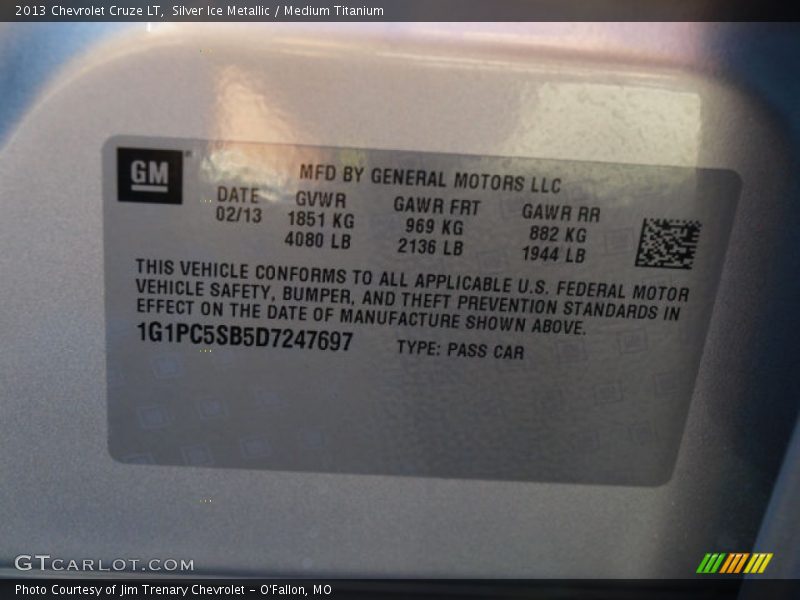 2013 Chevrolet Cruze LT,  Silver Ice Metallic / Medium Titanium
GM
MFD BY GENERAL MOTORS LLC
DATE GVWR GAWR FRT GAWR RR
02/13 1851 KG 969 KG 882 KG
4080 LB 2136 LB 1944 LB
THIS VEHICLE CONFORMS TO ALL APPLICABLE U.S. FEDERAL MOTOR
VEHICLE SAFETY, BUMPER, AND THEFT PREVENTION STANDARDS IN
EFFECT ON THE DATE OF MANUFACTURE SHOWN ABOVE.
1G1PC5SB5D7247697 TYPE: PASS CAR
GTCARLOT.COM
Photo Courtesy of Jim Trenary Chevrolet - O'Fallon, MO